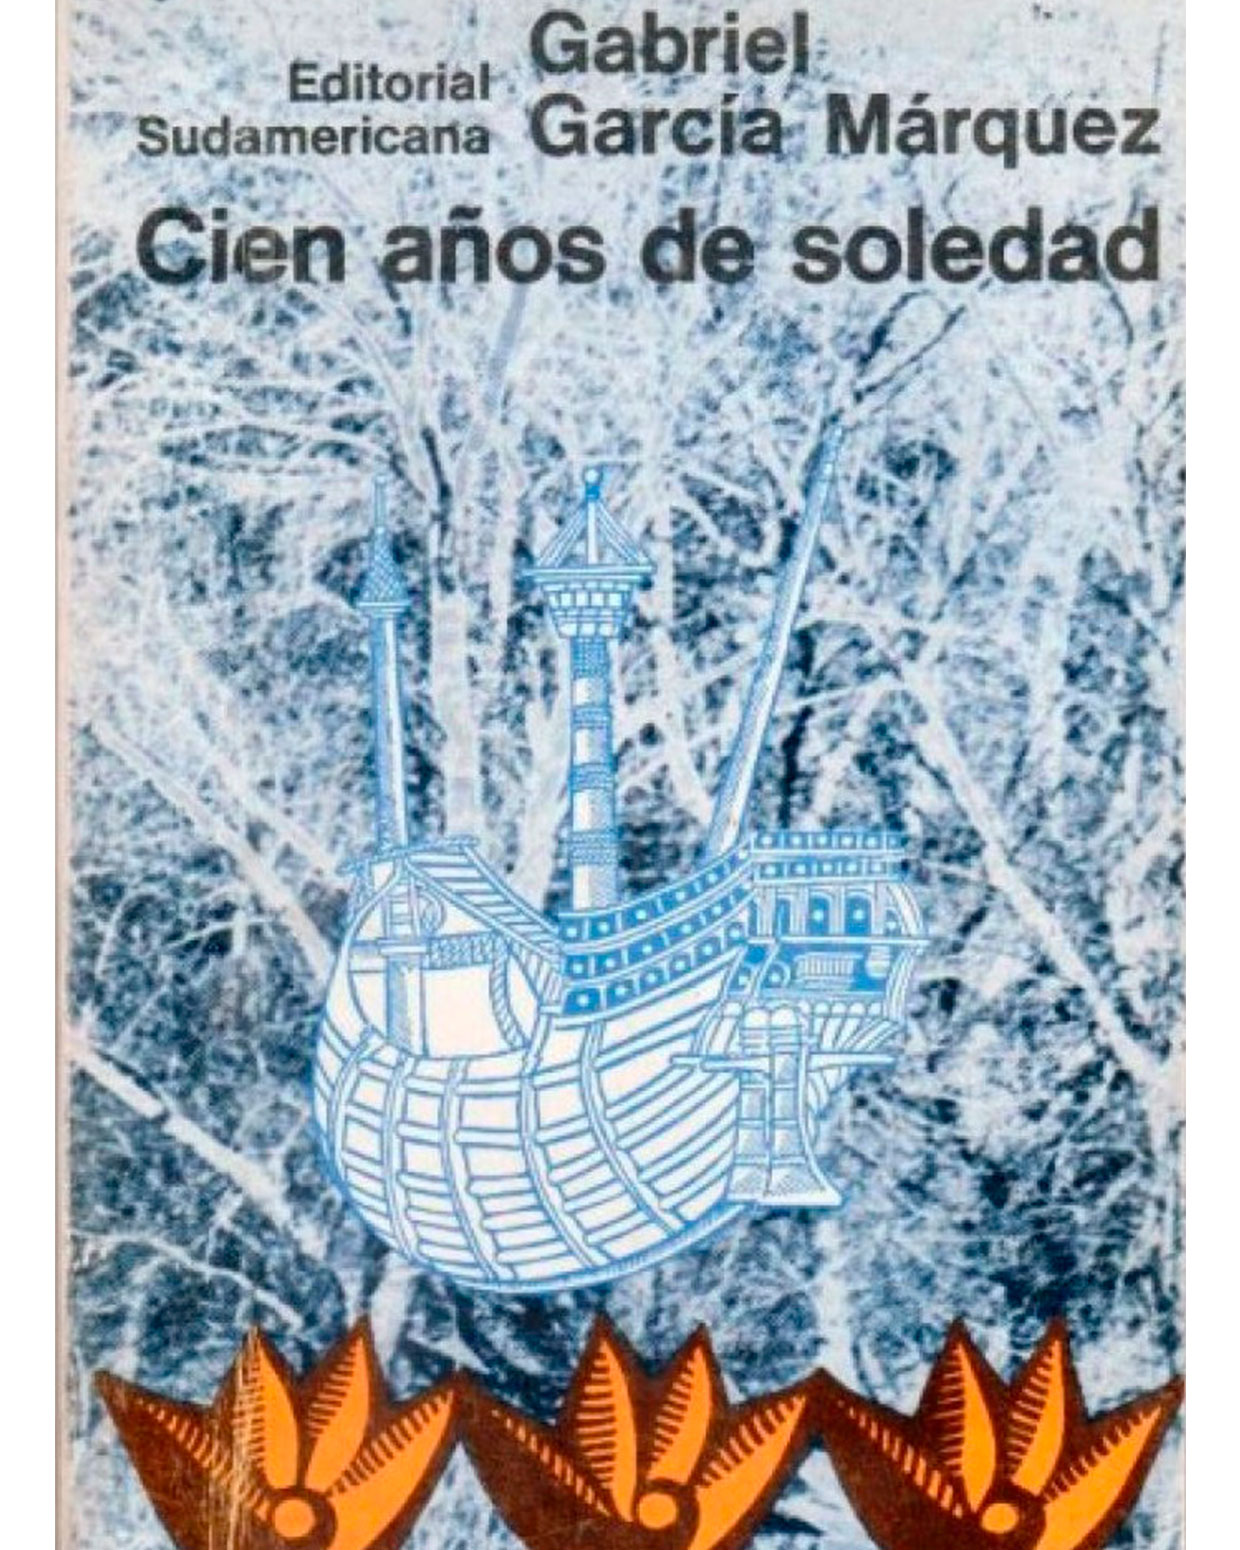 Editorial
Sudamericana
Gabriel
García Márquez
Cien años de soledad